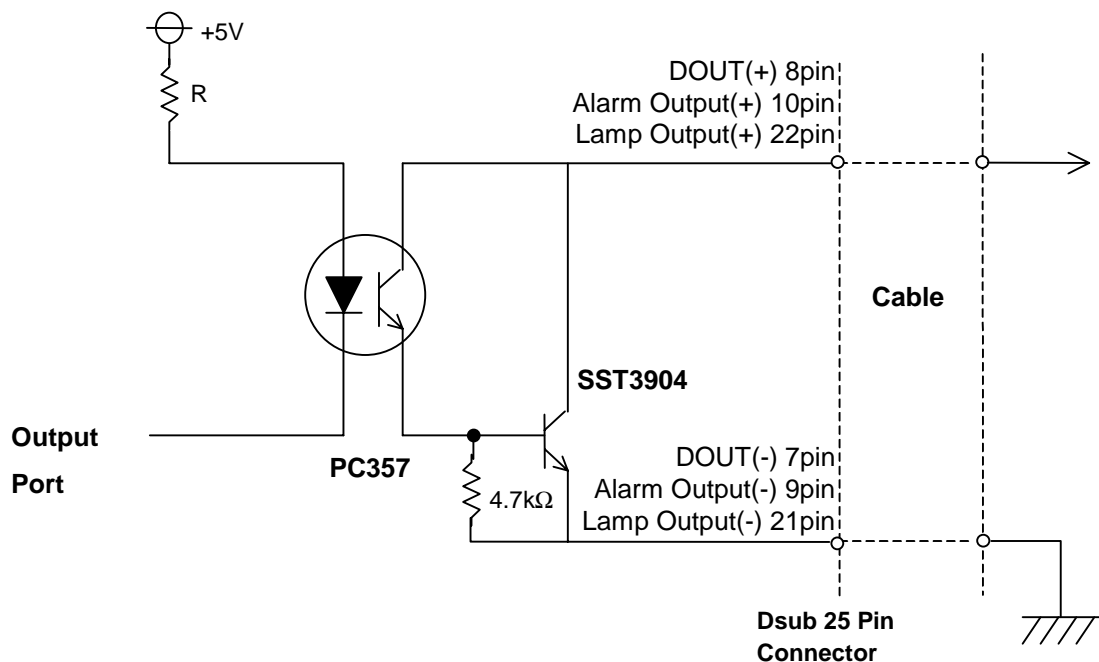 +5V
R
DOUT(+) 8pin
Alarm Output(+) 10pin
Lamp Output(+) 22pin
Cable
SST3904
Output
Port
PC357
4.7kΩ
DOUT(-) 7pin
Alarm Output(-) 9pin
Lamp Output(-) 21pin
Dsub 25 Pin
Connector